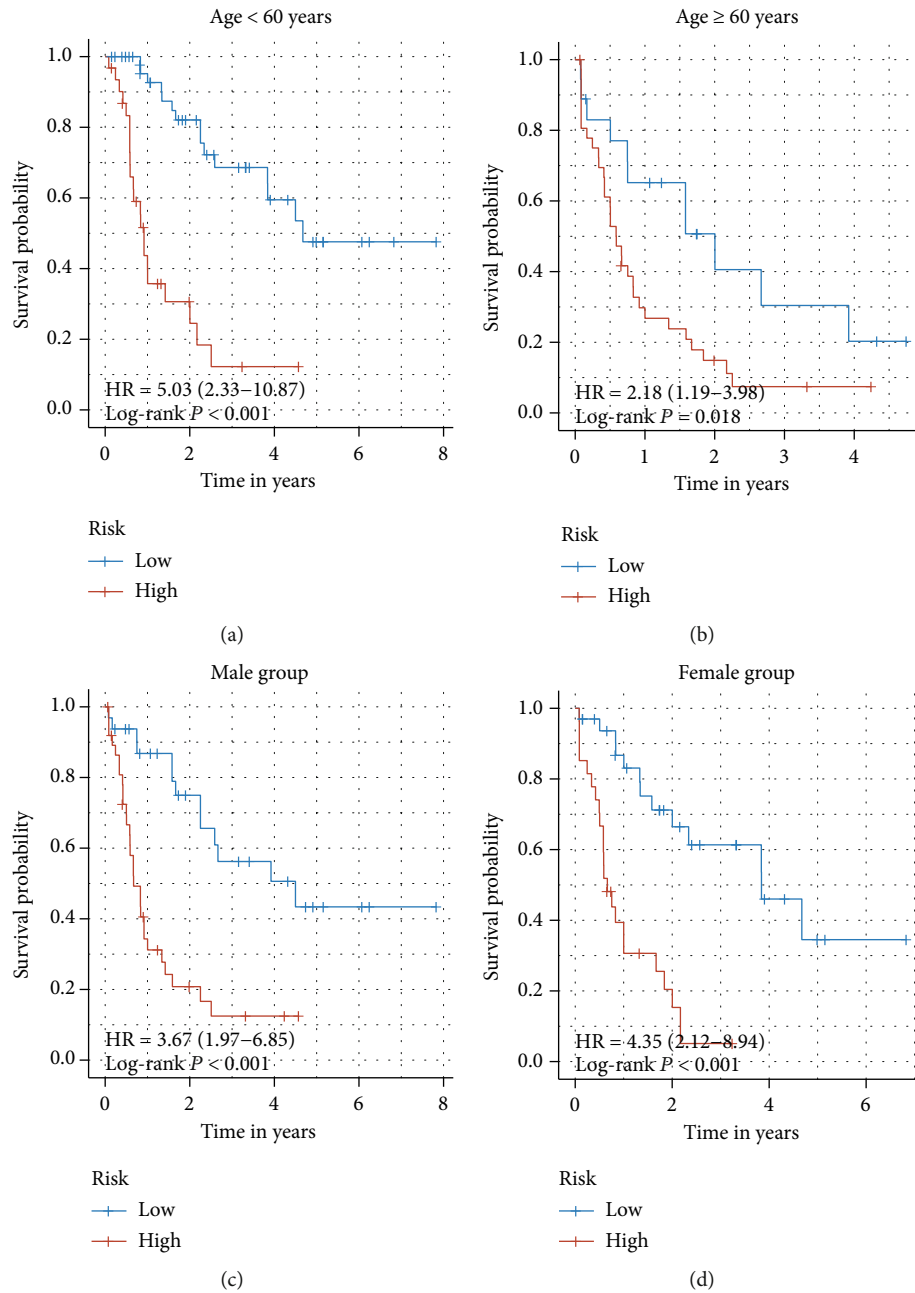 Age < 60 years
1.0
0.8
0.6
0.4
0.2
0.0
Survival probability
HR = 5.03 (2.33−10.87)
Log-rank P < 0.001
0 2 4 6 8
Time in years
Risk
Low
High
(a)
Age ≥ 60 years
1.0
0.8
0.6
0.4
0.2
0.0
Survival probability
HR = 2.18 (1.19−3.98)
Log-rank P = 0.018
0 1 2 3 4
Time in years
Risk
Low
High
(b)
Male group
1.0
0.8
0.6
0.4
0.2
0.0
Survival probability
HR = 3.67 (1.97−6.85)
Log-rank P < 0.001
0 2 4 6 8
Time in years
Risk
Low
High
(c)
Female group
1.0
0.8
0.6
0.4
0.2
0.0
Survival probability
HR = 4.35 (2.12−8.94)
Log-rank P < 0.001
0 2 4 6
Time in years
Risk
Low
High
(d)